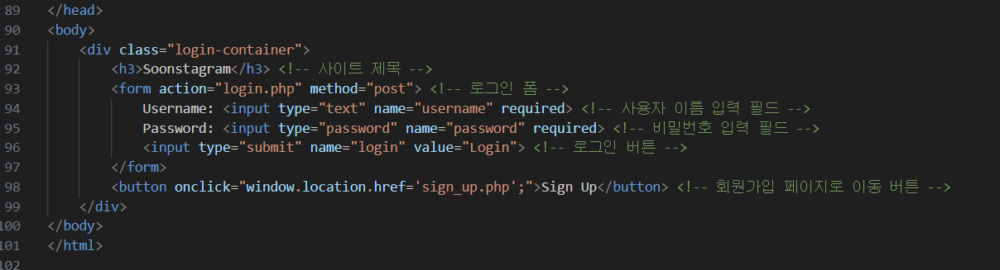 89 </head>
90 <body>
91 <div class="login-container">
92 <h3>Soonstagram</h3> <!-- 사이트 제목 -->
93 <form action="login.php" method="post"> <!-- 로그인 폼 -->
94 Username: <input type="text" name="username" required> <!-- 사용자 이름 입력 필드 -->
95 Password: <input type="password" name="password" required> <!-- 비밀번호 입력 필드 -->
96 <input type="submit" name="login" value="Login"> <!-- 로그인 버튼 -->
97 </form>
98 <button onclick="window.location.href='sign_up.php';">Sign Up</button> <!-- 회원가입 페이지로 이동 버튼 -->
99 </div>
100 </body>
101 </html>
102